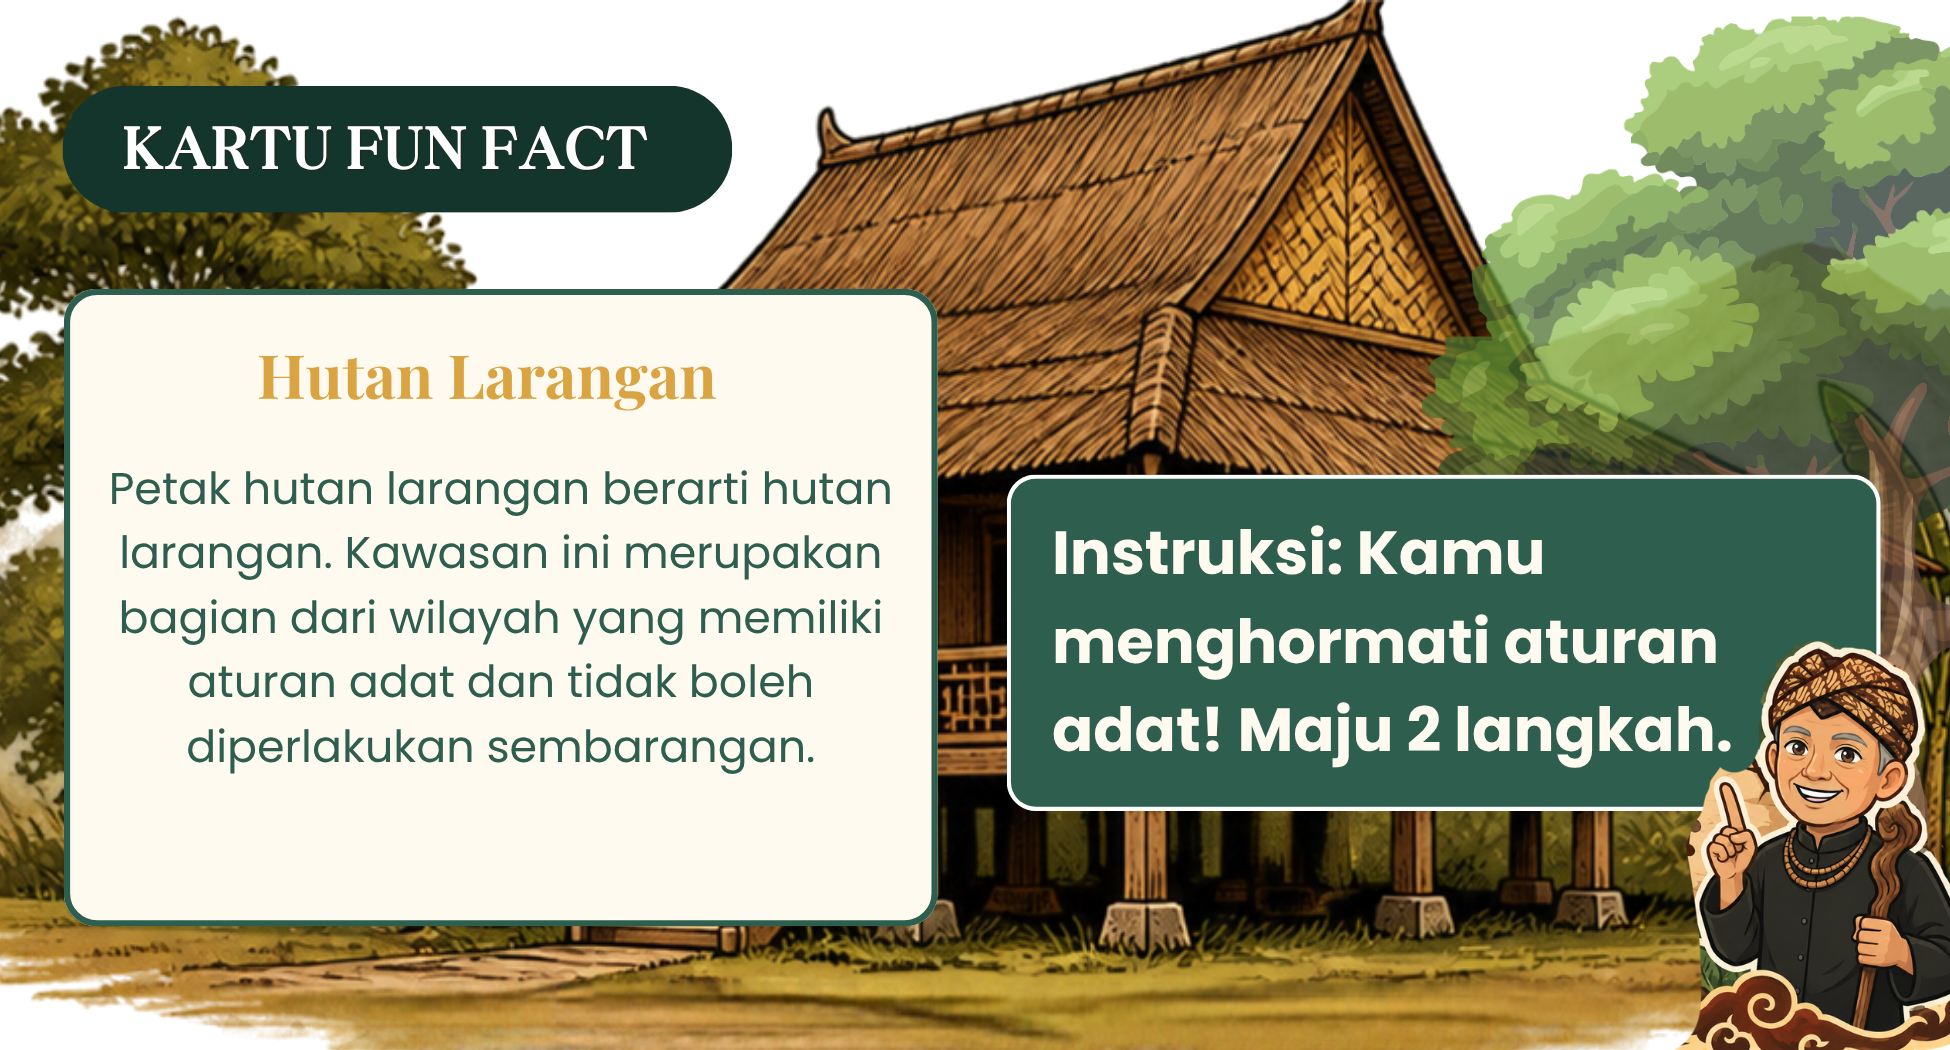 KARTU FUN FACT
Hutan Larangan
Petak hutan larangan berarti hutan
larangan. Kawasan ini merupakan
bagian dari wilayah yang memiliki
aturan adat dan tidak boleh
diperlakukan sembarangan.
Instruksi: Kamu
menghormati aturan
adat! Maju 2 langkah.